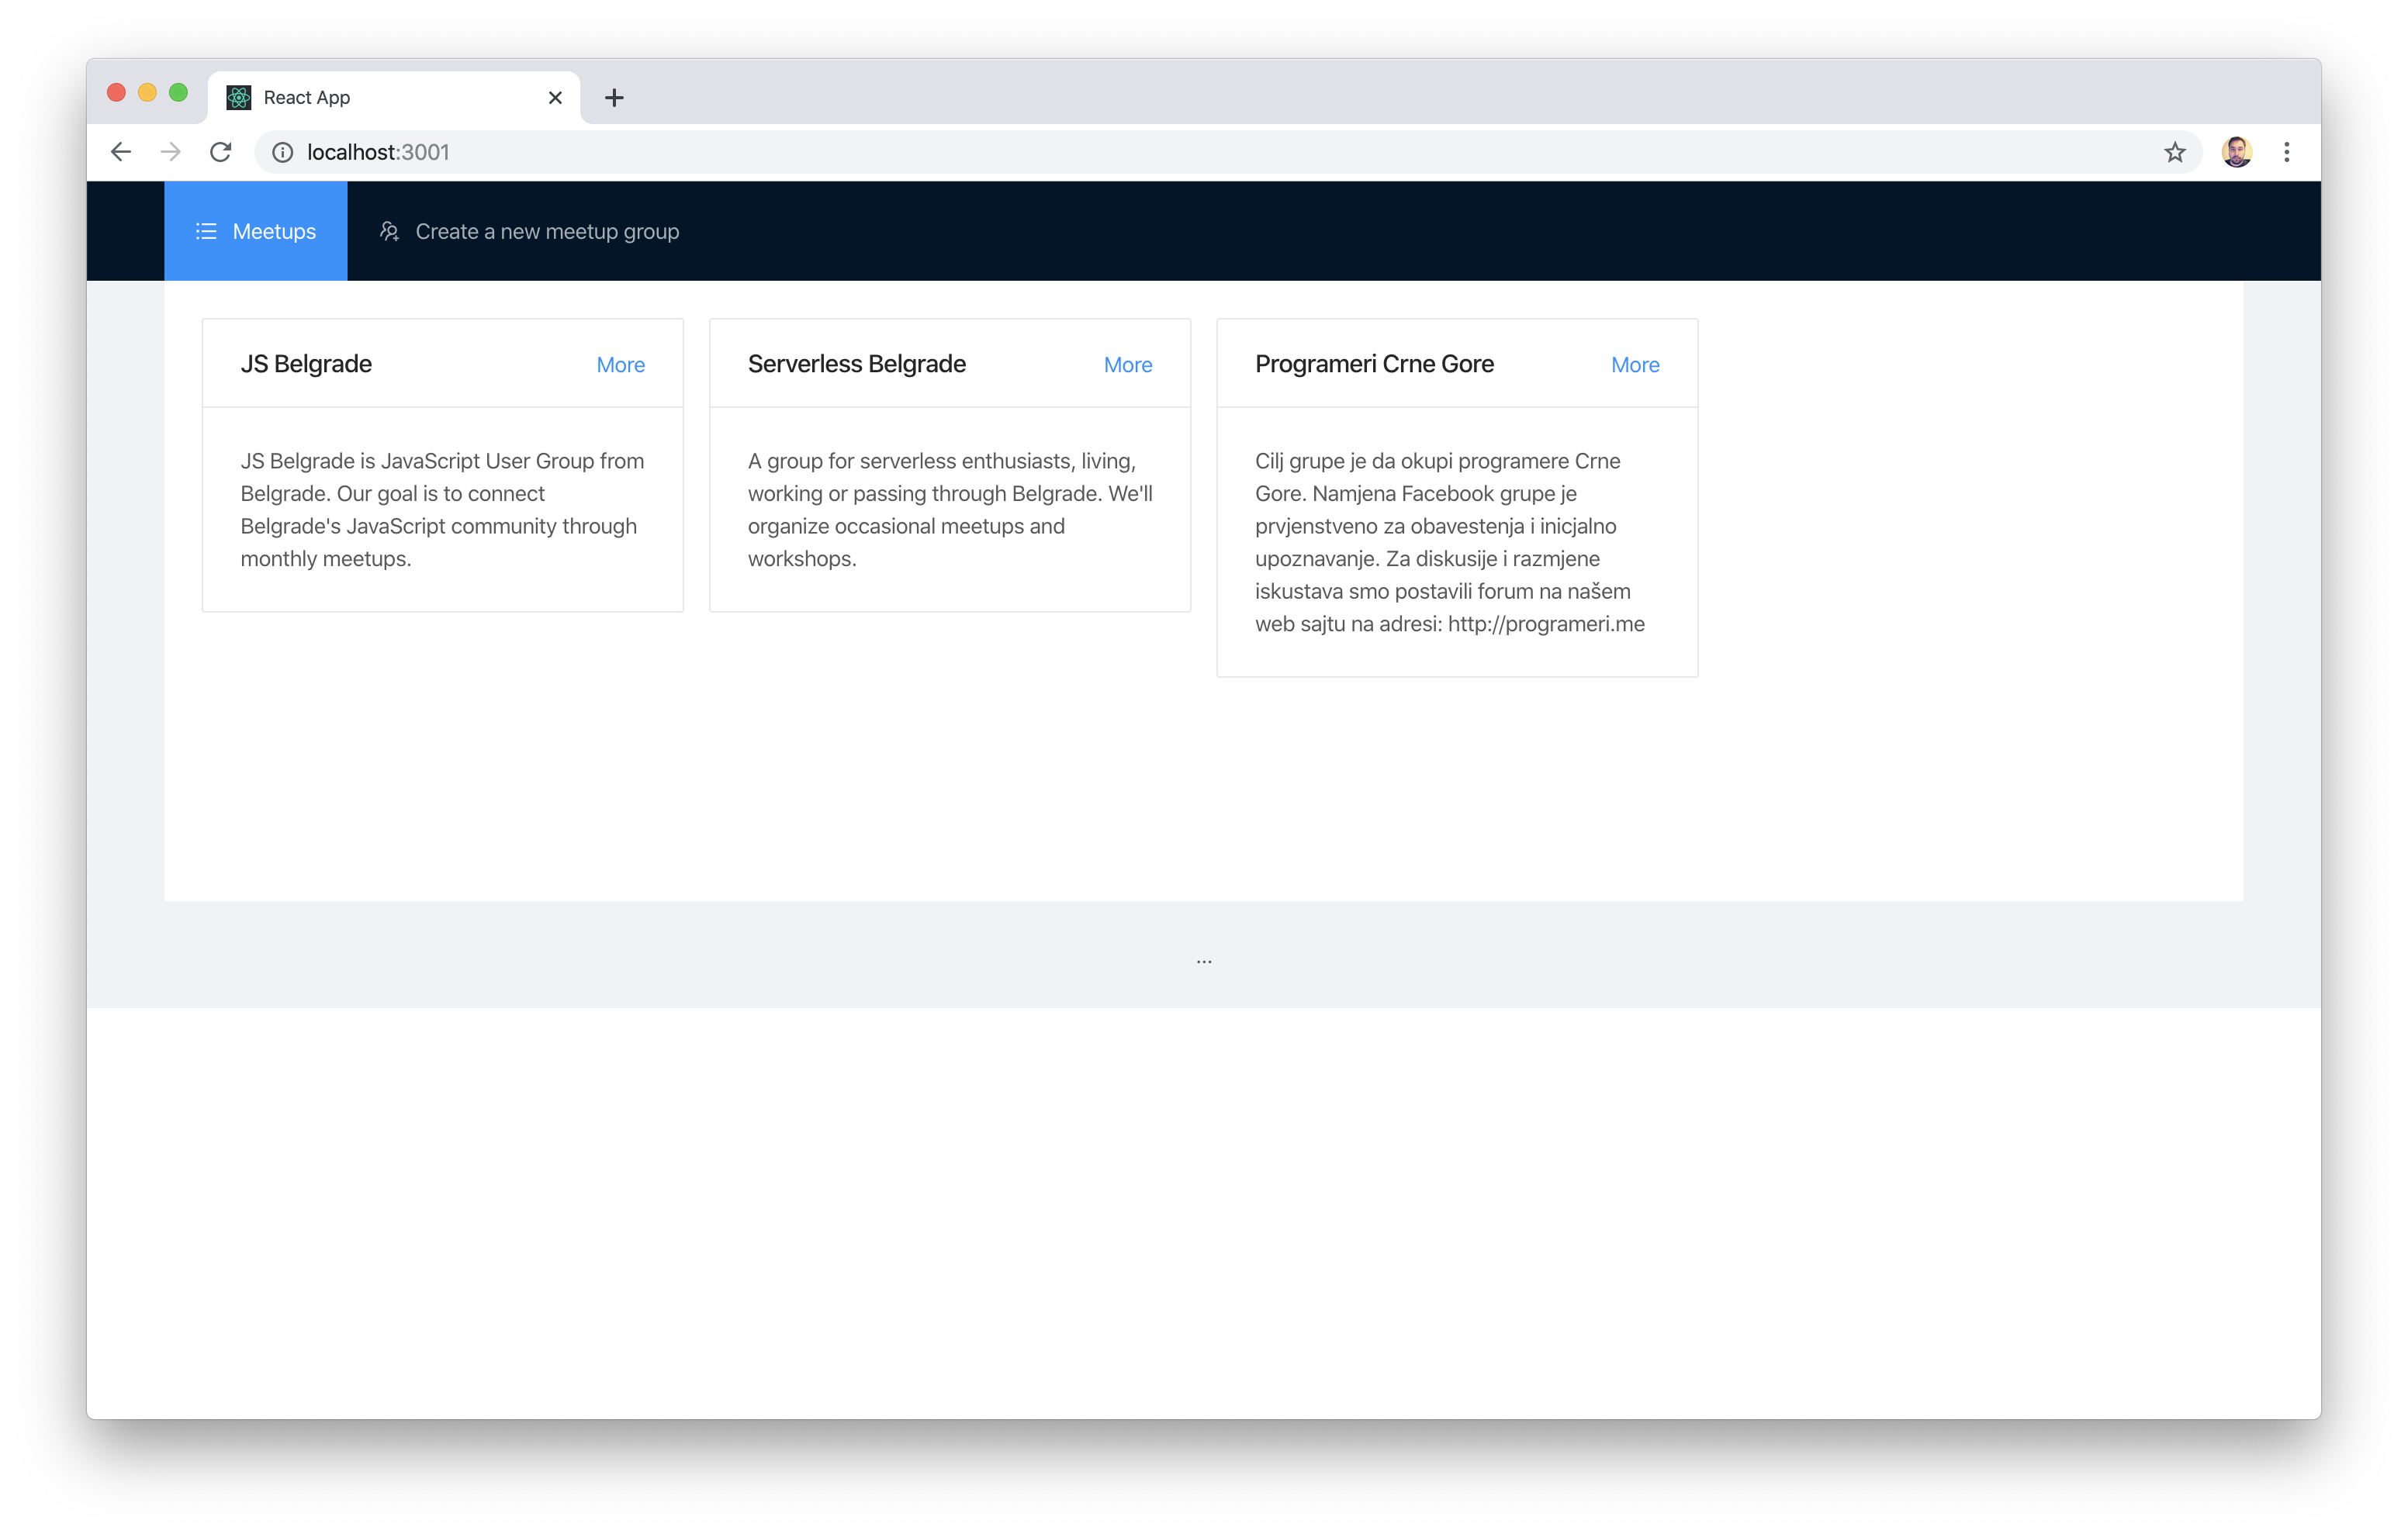 React App
localhost:3001
Meetups
Create a new meetup group
JS Belgrade
More
JS Belgrade is JavaScript User Group from
Belgrade. Our goal is to connect
Belgrade's JavaScript community through
monthly meetups.
Serverless Belgrade
More
A group for serverless enthusiasts, living,
working or passing through Belgrade. We'll
organize occasional meetups and
workshops.
Programeri Crne Gore
More
Cilj grupe je da okupi programere Crne
Gore. Namjena Facebook grupe je
prvjenstveno za obavestenja i inicjalno
upoznavanje. Za diskusije i razmjene
iskustava smo postavili forum na našem
web sajtu na adresi: http://programeri.me
...